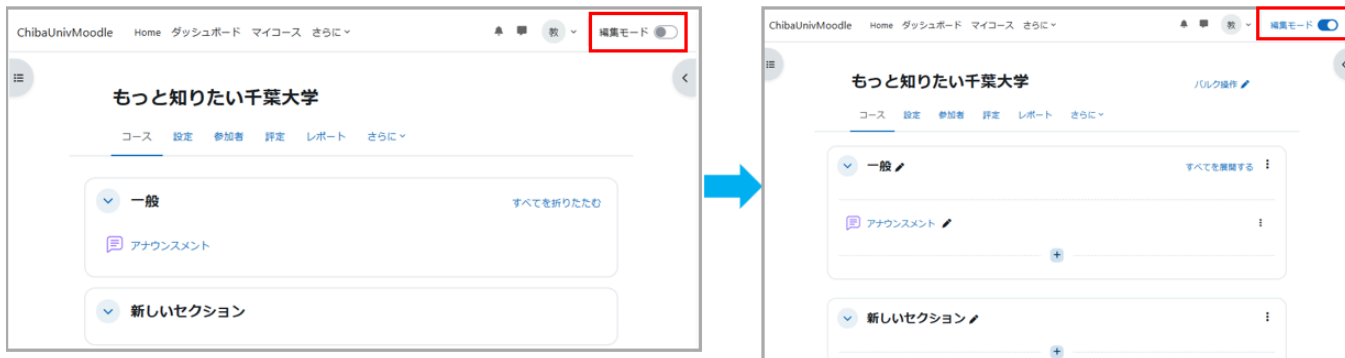 ChibaUnivMoodle Home ダッシュボード マイコース さらに 教 編集モード
もっと知りたい千葉大学
コース 設定 参加者 評定 レポート さらに
一般 すべてを折りたたむ
アナウンスメント
新しいセクション
ChibaUnivMoodle Home ダッシュボード マイコース さらに 教 編集モード
もっと知りたい千葉大学 バルク操作
コース 設定 参加者 評定 レポート さらに
一般 すべてを展開する
アナウンスメント
新しいセクション